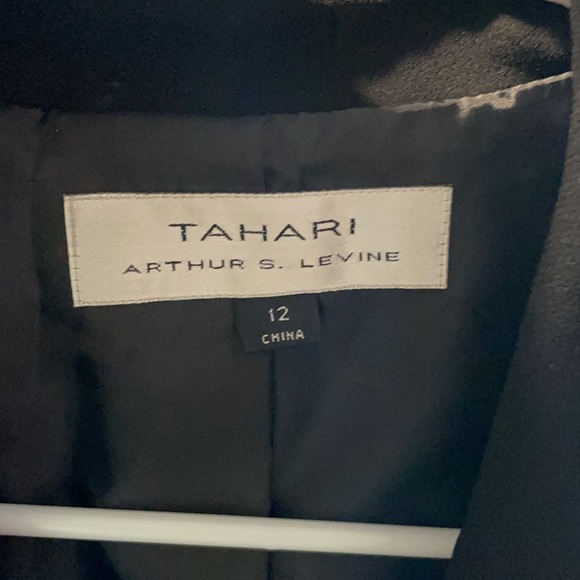 TAHARI
ARTHUR S. LEVINE
12
CHINA